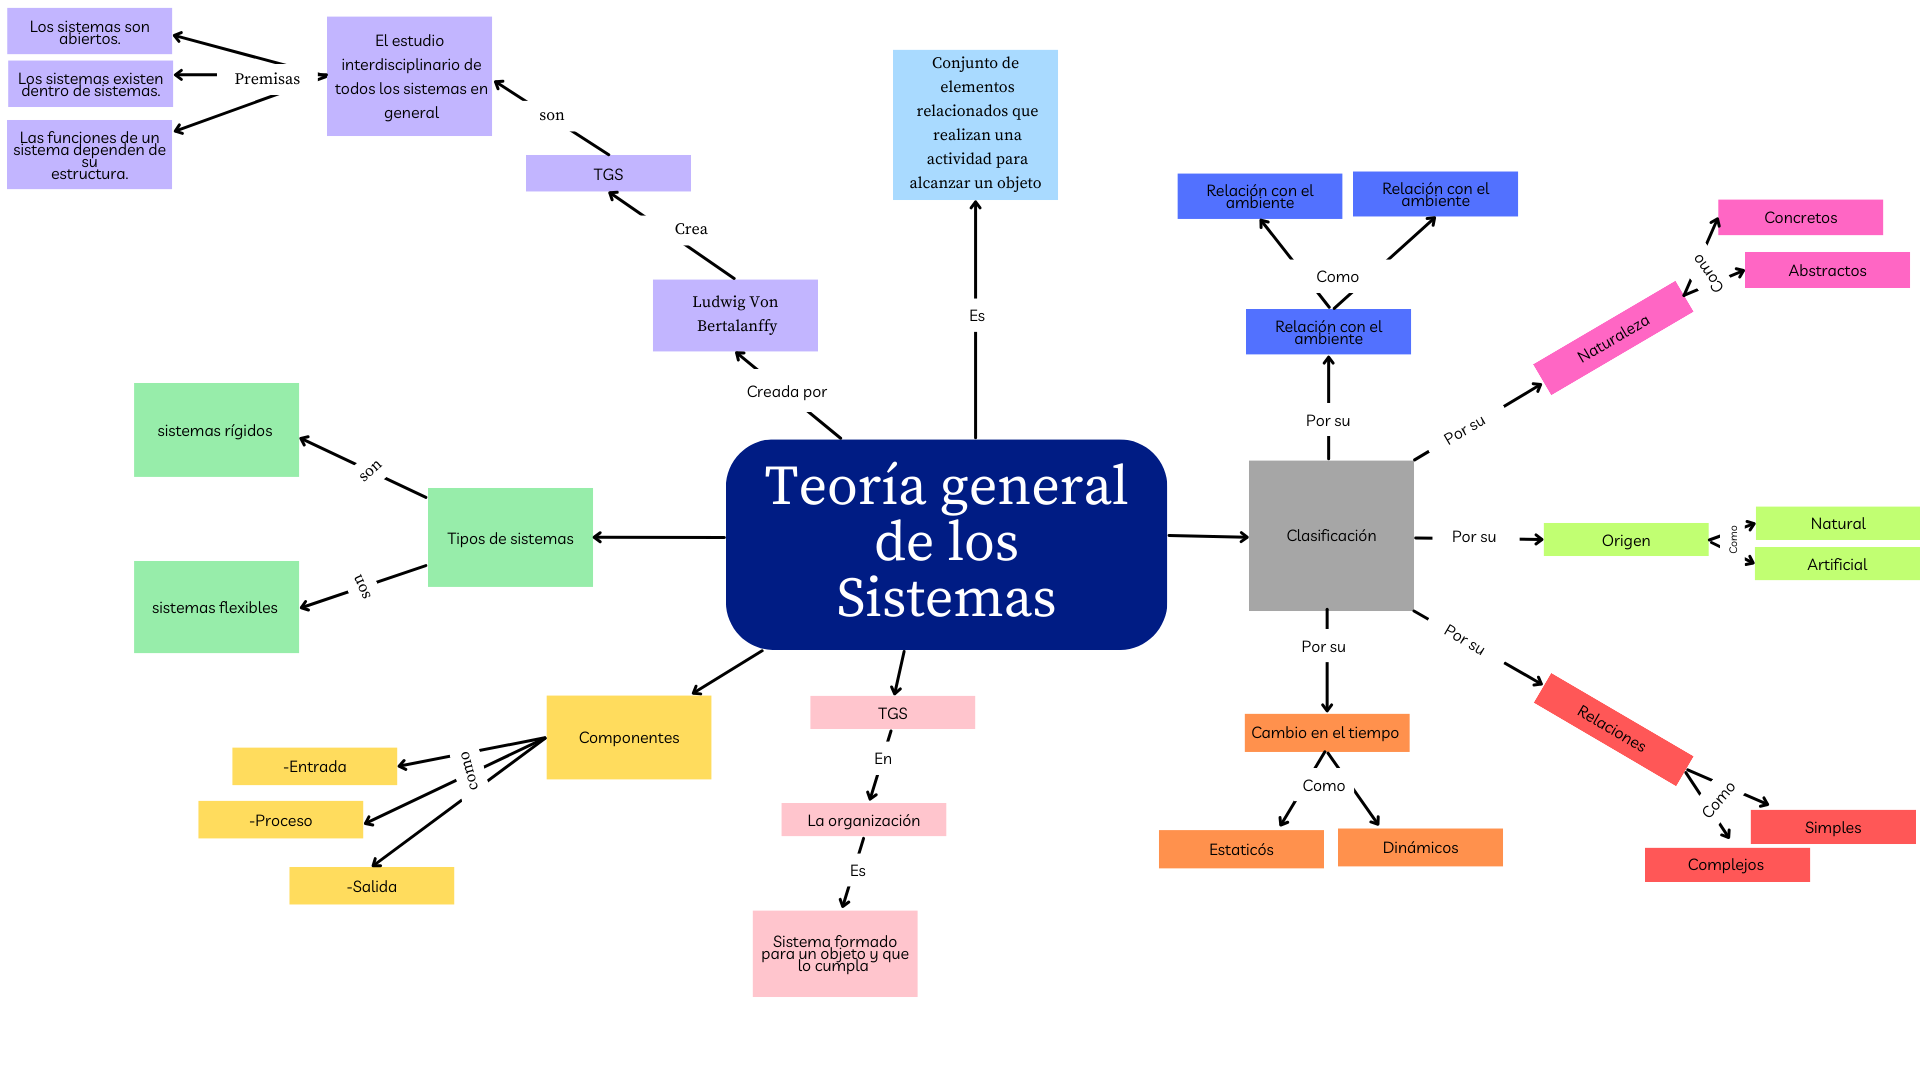 Los sistemas son
abiertos.
Los sistemas existen
dentro de sistemas.
Las funciones de un
sistema dependen de
su
estructura.
Premisas
El estudio
interdisciplinario de
todos los sistemas en
general
son
TGS
Crea
Ludwig Von
Bertalanffy
Creada por
Conjunto de
elementos
relacionados que
realizan una
actividad para
alcanzar un objeto
Es
Teoría general
de los
Sistemas
sistemas rígidos
son
Tipos de sistemas
son
sistemas flexibles
Componentes
como
-Entrada
-Proceso
-Salida
TGS
En
La organización
Es
Sistema formado
para un objeto y que
lo cumpla
Clasificación
Por su
Relación con el
ambiente
Como
Relación con el
ambiente
Relación con el
ambiente
Por su
Naturaleza
Como
Concretos
Abstractos
Por su
Origen
Como
Natural
Artificial
Por su
Relaciones
Como
Simples
Complejos
Por su
Cambio en el tiempo
Como
Estaticós
Dinámicos